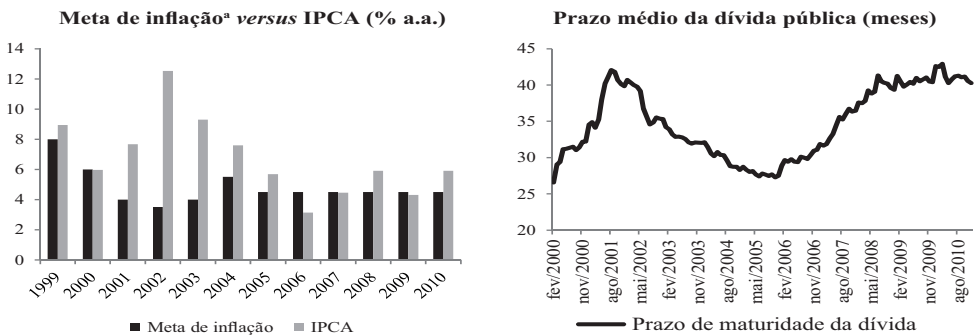 Meta de inflaçãoª versus IPCA (% a.a.)
14
12
10
8
6
4
2
0
1999
2000
2001
2002
2003
2004
2005
2006
2007
2008
2009
2010
Meta de inflação
IPCA
Prazo médio da dívida pública (meses)
45
40
35
30
25
20
fev/2000
nov/2000
ago/2001
mai/2002
fev/2003
nov/2003
ago/2004
mai/2005
fev/2006
nov/2006
ago/2007
mai/2008
fev/2009
nov/2009
ago/2010
Prazo de maturidade da dívida